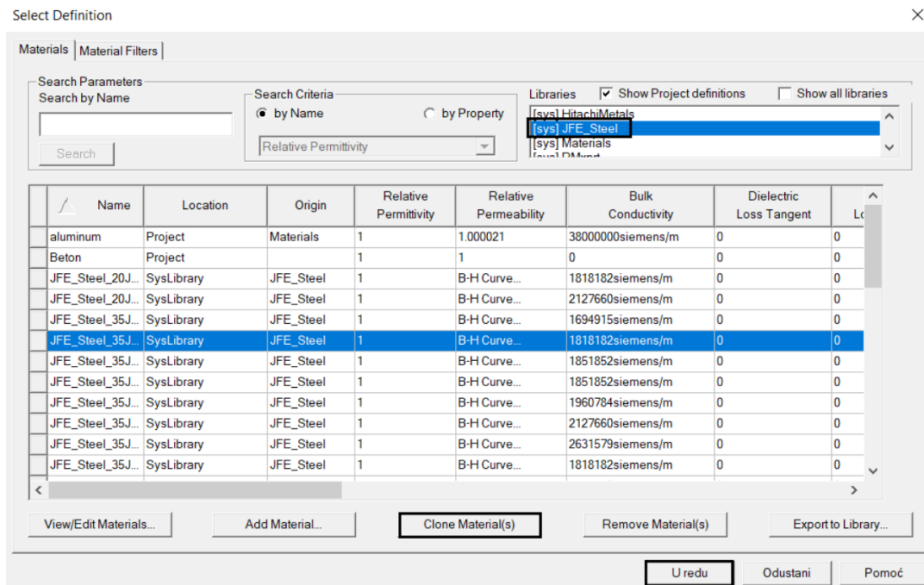 Select Definition
Materials Material Filters
Search Parameters
Search by Name
Search
Search Criteria
by Name by Property
Relative Permittivity
Libraries Show Project definitions Show all libraries
[sys] HitachiMetals
[sys] JFE_Steel
[sys] Materials
Name Location Origin Relative Permittivity Relative Permeability Bulk Conductivity Dielectric Loss Tangent
aluminum Project Materials 1 1.000021 38000000siemens/m 0 0
Beton Project 1 1 0 0 0
JFE_Steel_20J... SysLibrary JFE_Steel 1 B-H Curve... 1818182siemens/m 0 0
JFE_Steel_20J... SysLibrary JFE_Steel 1 B-H Curve... 2127660siemens/m 0 0
JFE_Steel_35J... SysLibrary JFE_Steel 1 B-H Curve... 1694915siemens/m 0 0
JFE_Steel_35J... SysLibrary JFE_Steel 1 B-H Curve... 1818182siemens/m 0 0
JFE_Steel_35J... SysLibrary JFE_Steel 1 B-H Curve... 1851852siemens/m 0 0
JFE_Steel_35J... SysLibrary JFE_Steel 1 B-H Curve... 1851852siemens/m 0 0
JFE_Steel_35J... SysLibrary JFE_Steel 1 B-H Curve... 1960784siemens/m 0 0
JFE_Steel_35J... SysLibrary JFE_Steel 1 B-H Curve... 2127660siemens/m 0 0
JFE_Steel_35J... SysLibrary JFE_Steel 1 B-H Curve... 2631579siemens/m 0 0
JFE_Steel_35J... SysLibrary JFE_Steel 1 B-H Curve... 1818182siemens/m 0 0
View/Edit Materials... Add Material... Clone Material(s) Remove Material(s) Export to Library...
U redu Odustani Pomoć